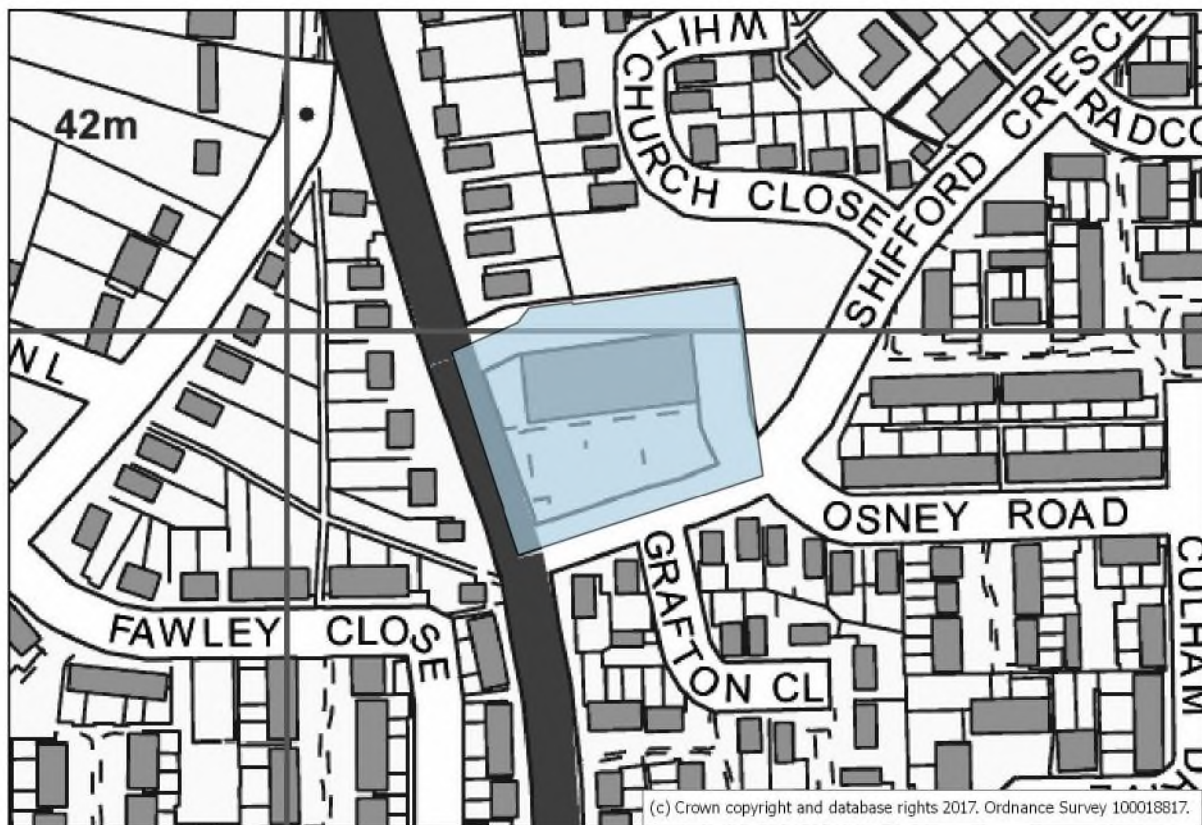 WHIT
CHURCH CLOSE
SHIFFORD CRESCE
RADCO
42m
N L
OSNEY ROAD
GRAFTON CL
FAWLEY CLOSE
CULHAM
(c) Crown copyright and database rights 2017. Ordnance Survey 100018817.